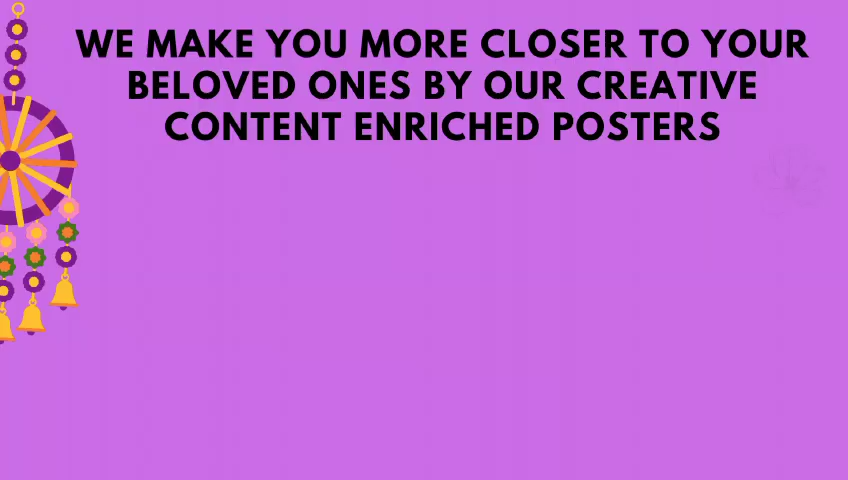 WE MAKE YOU MORE CLOSER TO YOUR
BELOVED ONES BY OUR CREATIVE
CONTENT ENRICHED POSTERS